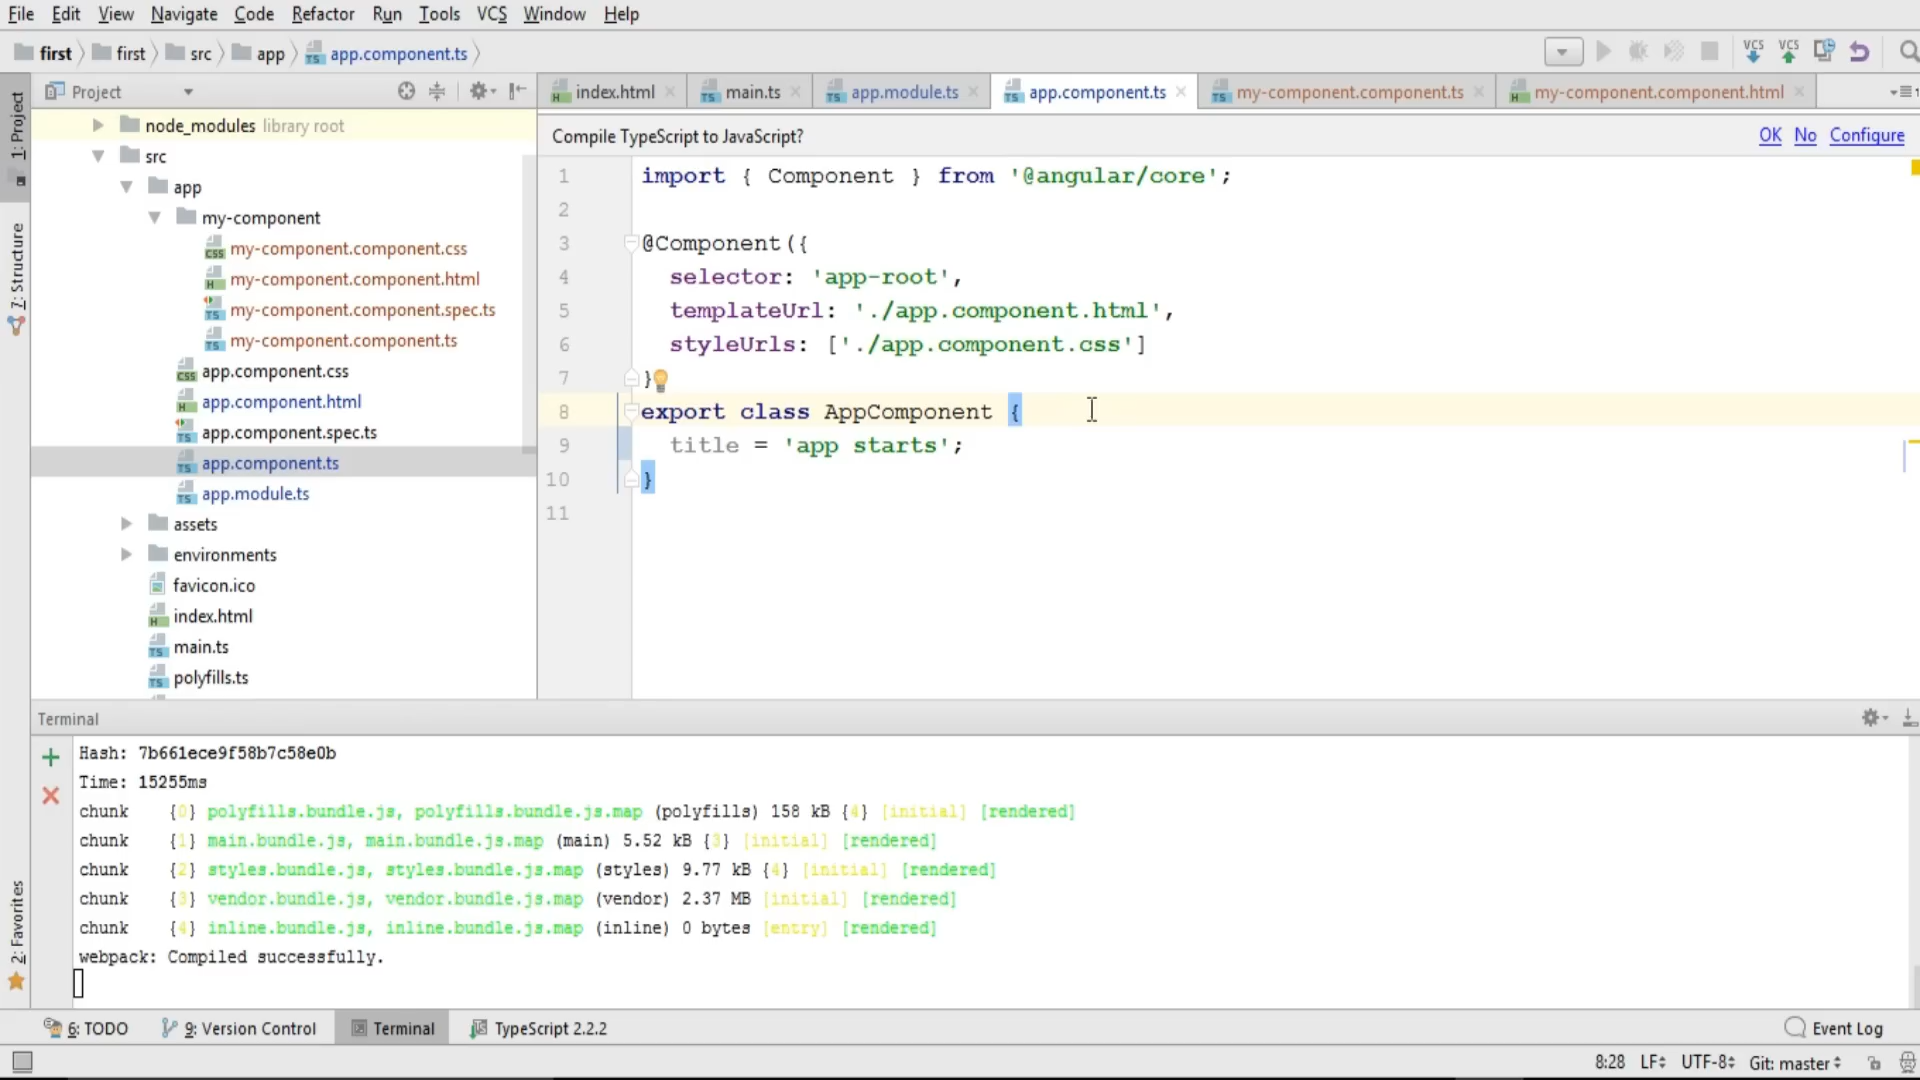 File Edit View Navigate Code Refactor Run Tools VCS Window Help
first first src app app.component.ts
VCS VCS
Project
index.html main.ts app.module.ts app.component.ts my-component.component.ts my-component.component.html
1: Project
7: Structure
2: Favorites
node_modules library root
src
app
my-component
my-component.component.css
my-component.component.html
my-component.component.spec.ts
my-component.component.ts
app.component.css
app.component.html
app.component.spec.ts
app.component.ts
app.module.ts
assets
environments
favicon.ico
index.html
main.ts
polyfills.ts
Compile TypeScript to JavaScript? OK No Configure
1 import { Component } from '@angular/core';
2
3 @Component({
4 selector: 'app-root',
5 templateUrl: './app.component.html',
6 styleUrls: ['./app.component.css']
7 }
8 export class AppComponent {
9 title = 'app starts';
10 }
11
Terminal
Hash: 7b661ece9f58b7c58e0b
Time: 15255ms
chunk {0} polyfills.bundle.js, polyfills.bundle.js.map (polyfills) 158 kB {4} [initial] [rendered]
chunk {1} main.bundle.js, main.bundle.js.map (main) 5.52 kB {3} [initial] [rendered]
chunk {2} styles.bundle.js, styles.bundle.js.map (styles) 9.77 kB {4} [initial] [rendered]
chunk {3} vendor.bundle.js, vendor.bundle.js.map (vendor) 2.37 MB [initial] [rendered]
chunk {4} inline.bundle.js, inline.bundle.js.map (inline) 0 bytes [entry] [rendered]
webpack: Compiled successfully.
6: TODO 9: Version Control Terminal TypeScript 2.2.2 Event Log
8:28 LF UTF-8 Git: master